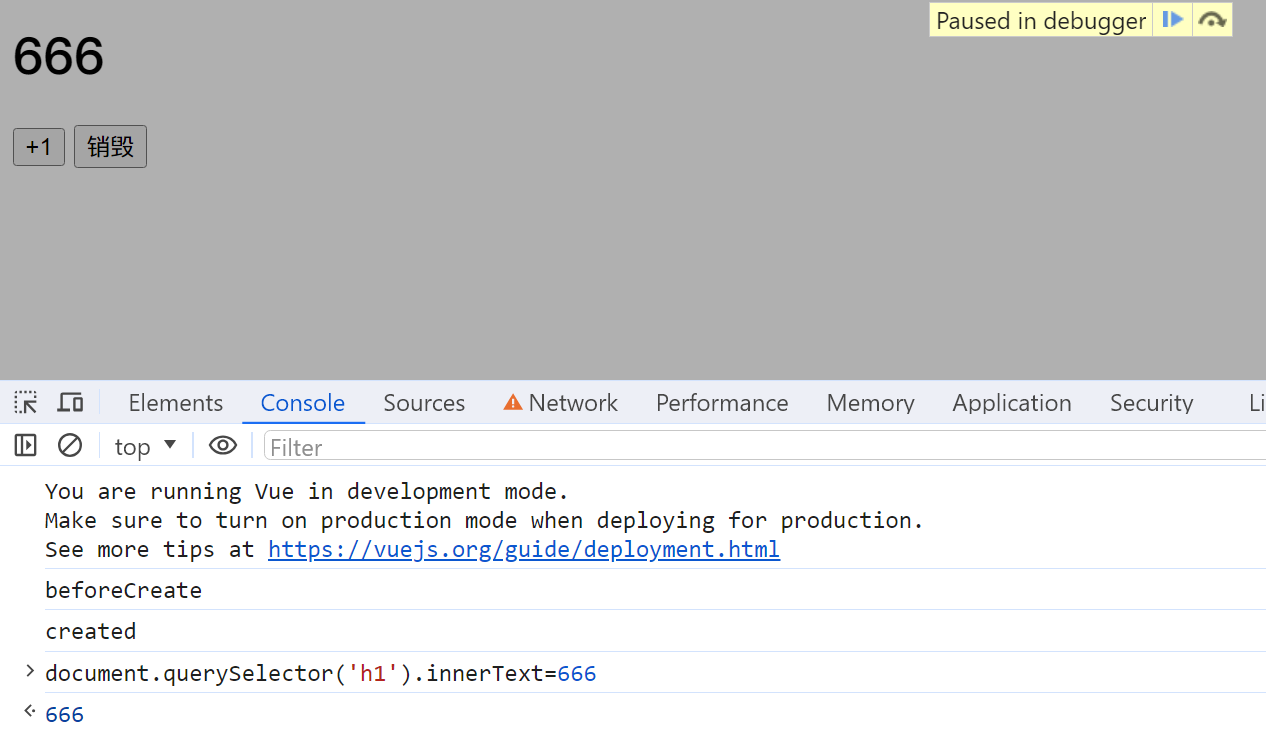 Paused in debugger
666
+1 销毁
Elements Console Sources Network Performance Memory Application Security Li
top Filter
You are running Vue in development mode.
Make sure to turn on production mode when deploying for production.
See more tips at https://vuejs.org/guide/deployment.html
beforeCreate
created
document.querySelector('h1').innerText=666
666